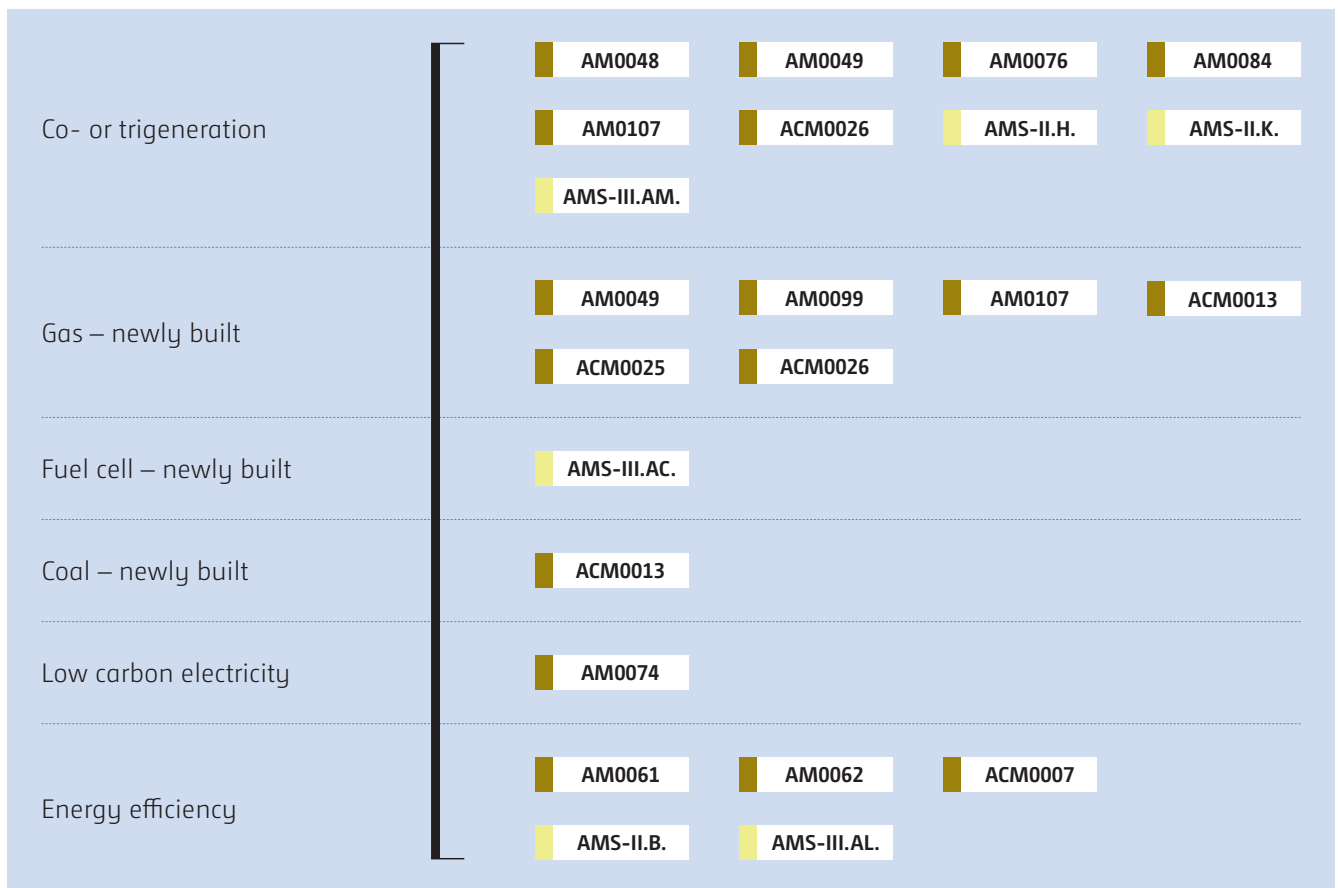 Co- or trigeneration
AM0048 AM0049 AM0076 AM0084
AM0107 ACM0026 AMS-II.H. AMS-II.K.
AMS-III.AM.
Gas – newly built
AM0049 AM0099 AM0107 ACM0013
ACM0025 ACM0026
Fuel cell – newly built
AMS-III.AC.
Coal – newly built
ACM0013
Low carbon electricity
AM0074
Energy efficiency
AM0061 AM0062 ACM0007
AMS-II.B. AMS-III.AL.